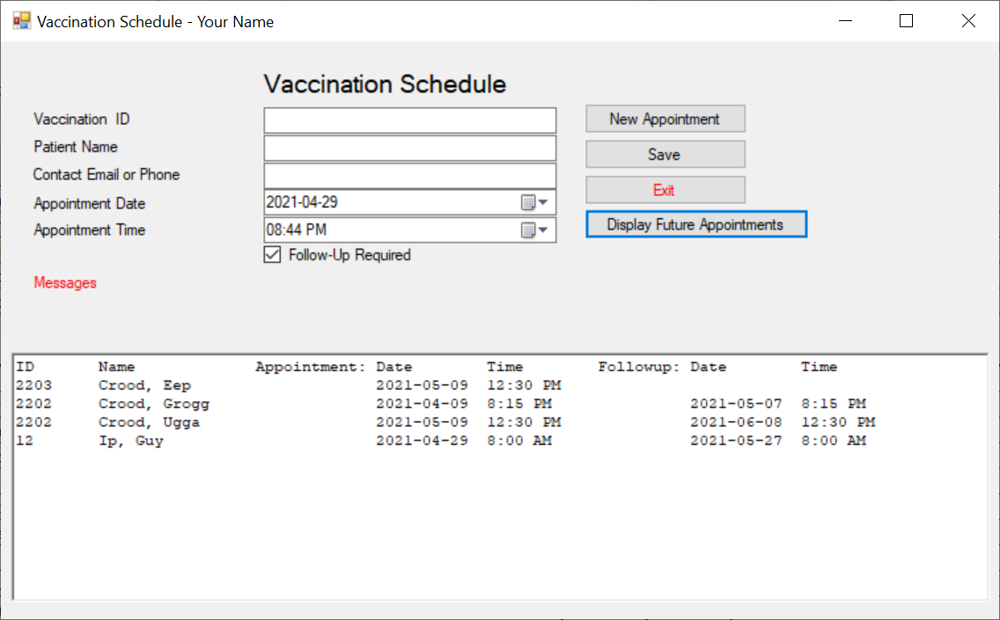 Vaccination Schedule - Your Name
Vaccination Schedule
Vaccination  ID
New Appointment
Patient Name
Save
Contact Email or Phone
Exit
Appointment Date 2021-04-29
Display Future Appointments
Appointment Time 08:44 PM
Follow-Up Required
Messages
ID Name Appointment: Date Time Followup: Date Time
2203 Crood, Eep 2021-05-09 12:30 PM
2202 Crood, Grogg 2021-04-09 8:15 PM 2021-05-07 8:15 PM
2202 Crood, Ugga 2021-05-09 12:30 PM 2021-06-08 12:30 PM
12 Ip, Guy 2021-04-29 8:00 AM 2021-05-27 8:00 AM